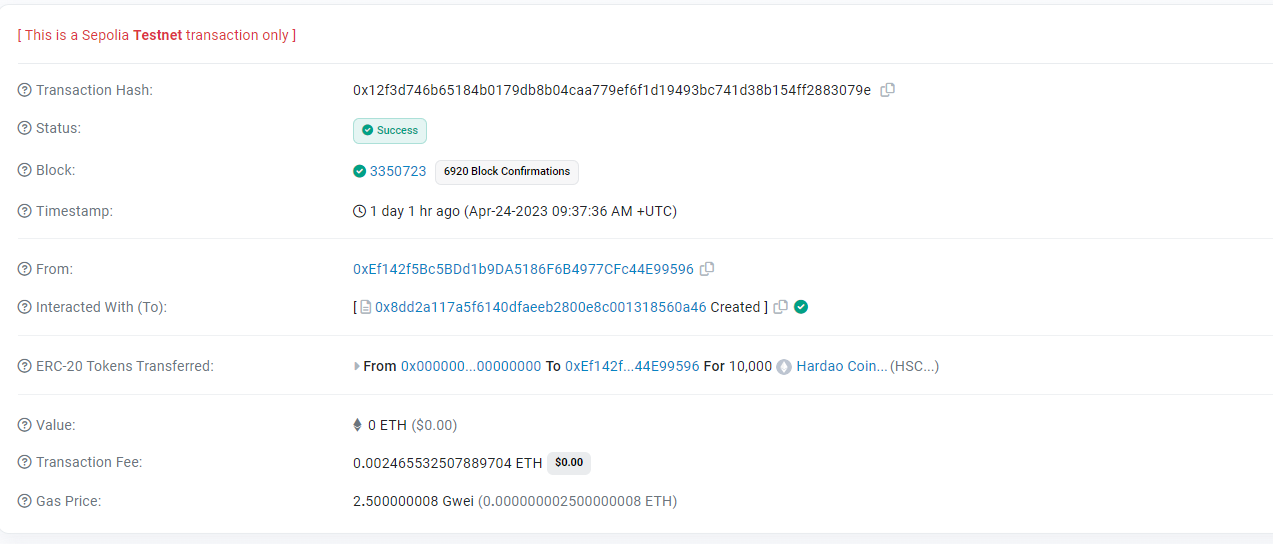 [ This is a Sepolia Testnet transaction only ]
Transaction Hash: 0x12f3d746b65184b0179db8b04caa779ef6f1d19493bc741d38b154ff2883079e
Status: Success
Block: 3350723 6920 Block Confirmations
Timestamp: 1 day 1 hr ago (Apr-24-2023 09:37:36 AM +UTC)
From: 0xEf142f5Bc5BDd1b9DA5186F6B4977CFc44E99596
Interacted With (To): [ 0x8dd2a117a5f6140dfaeeb2800e8c001318560a46 Created ]
ERC-20 Tokens Transferred: From 0x000000...00000000 To 0xEf142f...44E99596 For 10,000 Hardao Coin... (HSC...)
Value: 0 ETH ($0.00)
Transaction Fee: 0.002465532507889704 ETH $0.00
Gas Price: 2.500000008 Gwei (0.000000002500000008 ETH)